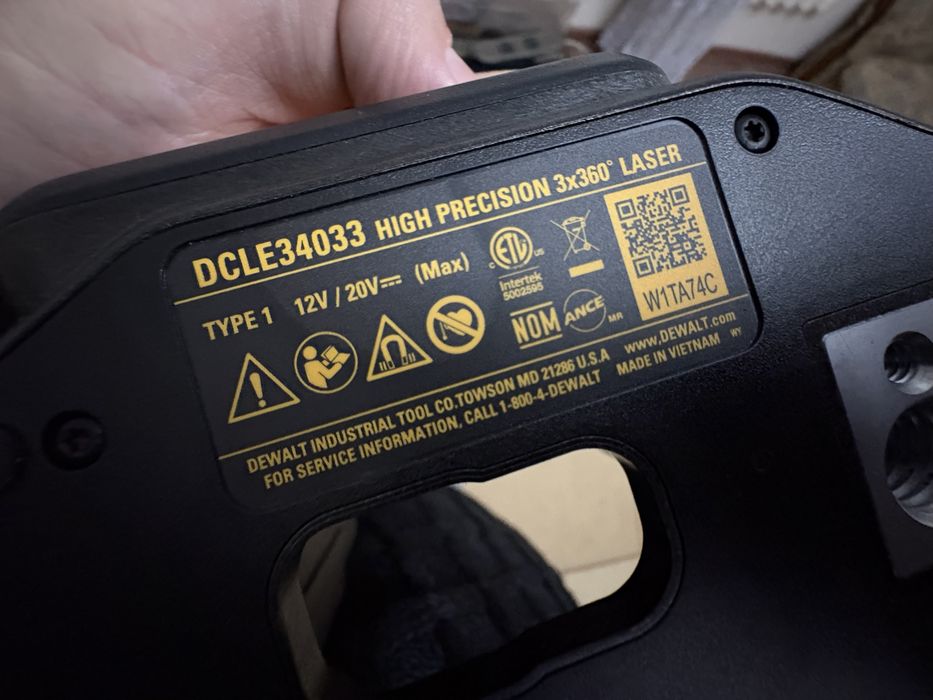 DCLE34033 HIGH PRECISION 3x360° LASER
TYPE 1 12V / 20V⎓ (Max)
C ETL US
Intertek
5002595
NOM ANCE MR
W1TA74C
DEWALT INDUSTRIAL TOOL CO.TOWSON MD 21286 U.S.A www.DEWALT.com
FOR SERVICE INFORMATION, CALL 1-800-4-DEWALT MADE IN VIETNAM WY